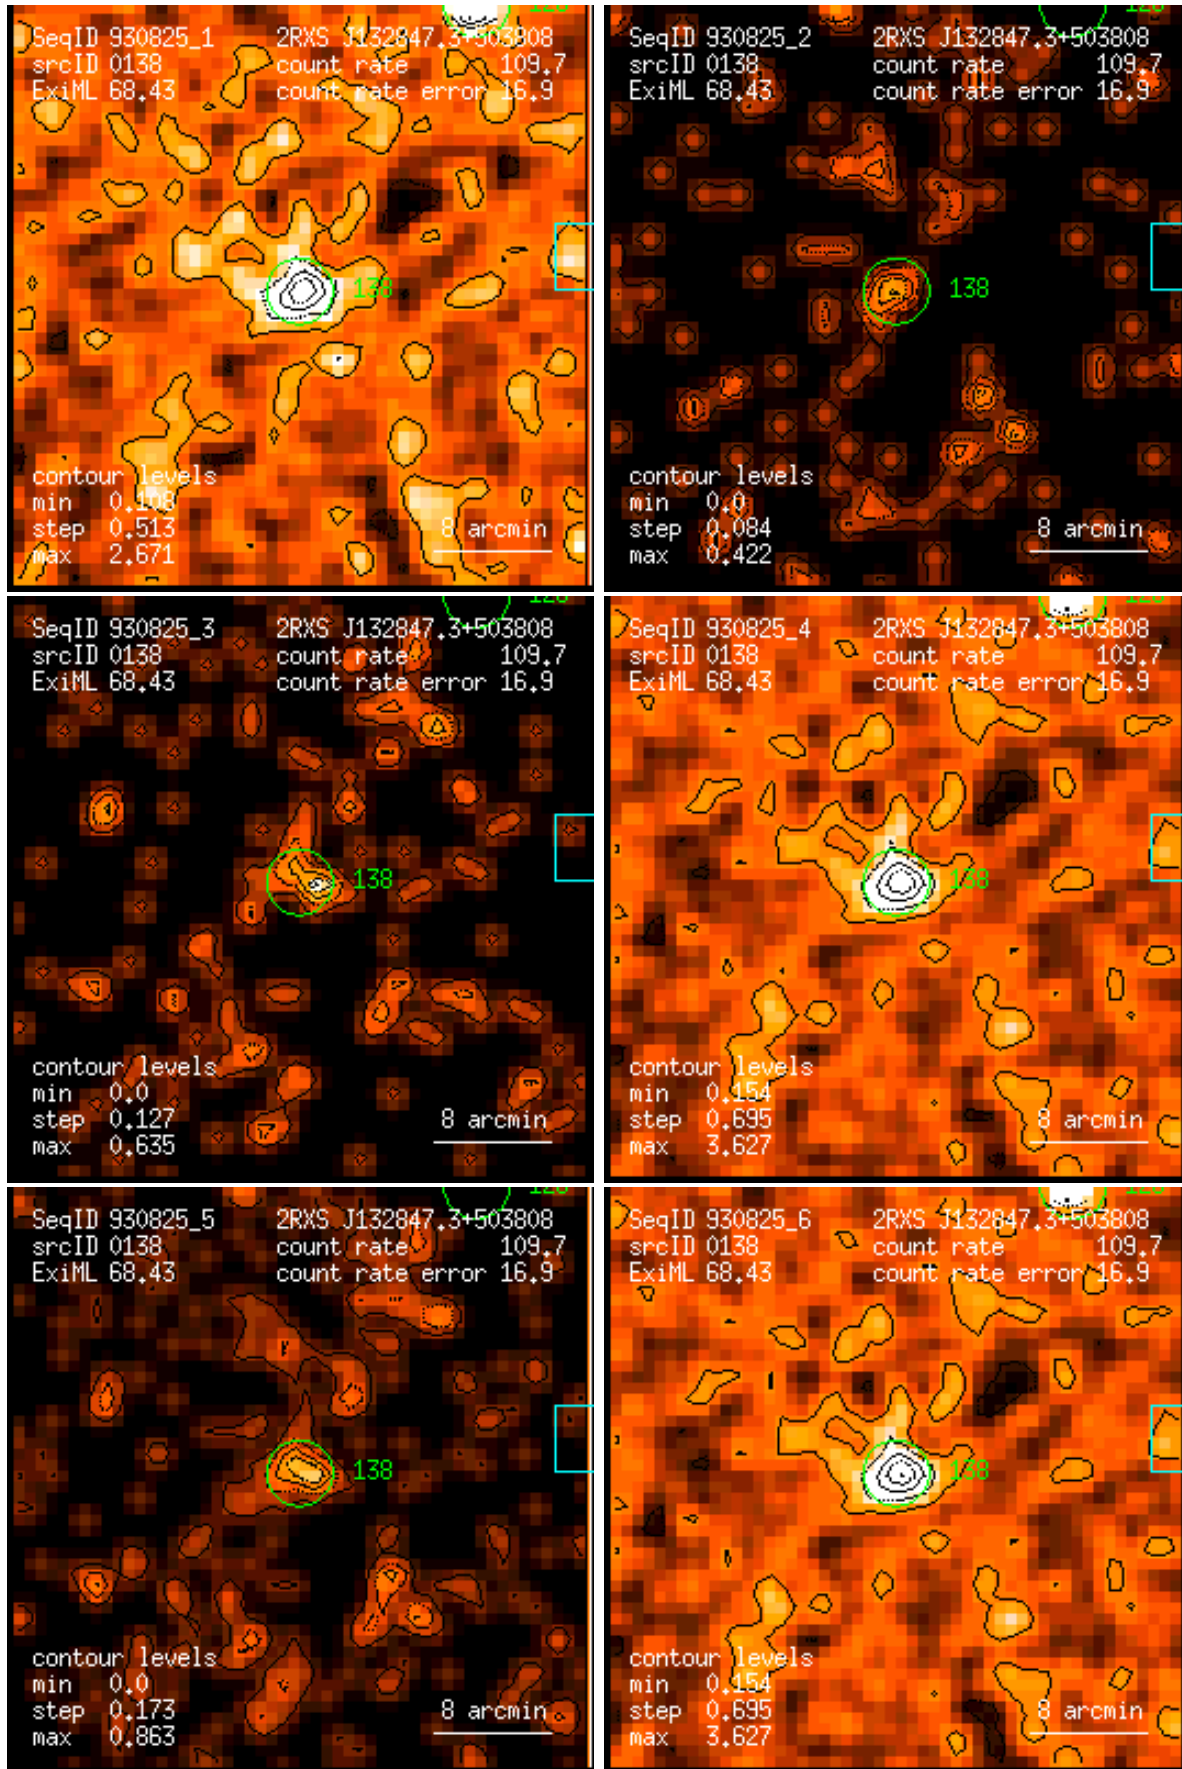 SeqID 930825_1 2RXS J132847.3+503808
srcID 0138 count rate 109.7
ExiML 68.43 count rate error 16.9
138
contour levels
min 0.108
step 0.513 8 arcmin
max 2.671
SeqID 930825_2 2RXS J132847.3+503808
srcID 0138 count rate 109.7
ExiML 68.43 count rate error 16.9
138
contour levels
min 0.0
step 0.084 8 arcmin
max 0.422
SeqID 930825_3 2RXS J132847.3+503808
srcID 0138 count rate 109.7
ExiML 68.43 count rate error 16.9
138
contour levels
min 0.0
step 0.127 8 arcmin
max 0.635
SeqID 930825_4 2RXS J132847.3+503808
srcID 0138 count rate 109.7
ExiML 68.43 count rate error 16.9
138
contour levels
min 0.154
step 0.695 8 arcmin
max 3.627
SeqID 930825_5 2RXS J132847.3+503808
srcID 0138 count rate 109.7
ExiML 68.43 count rate error 16.9
138
contour levels
min 0.0
step 0.173 8 arcmin
max 0.863
SeqID 930825_6 2RXS J132847.3+503808
srcID 0138 count rate 109.7
ExiML 68.43 count rate error 16.9
138
contour levels
min 0.154
step 0.695 8 arcmin
max 3.627